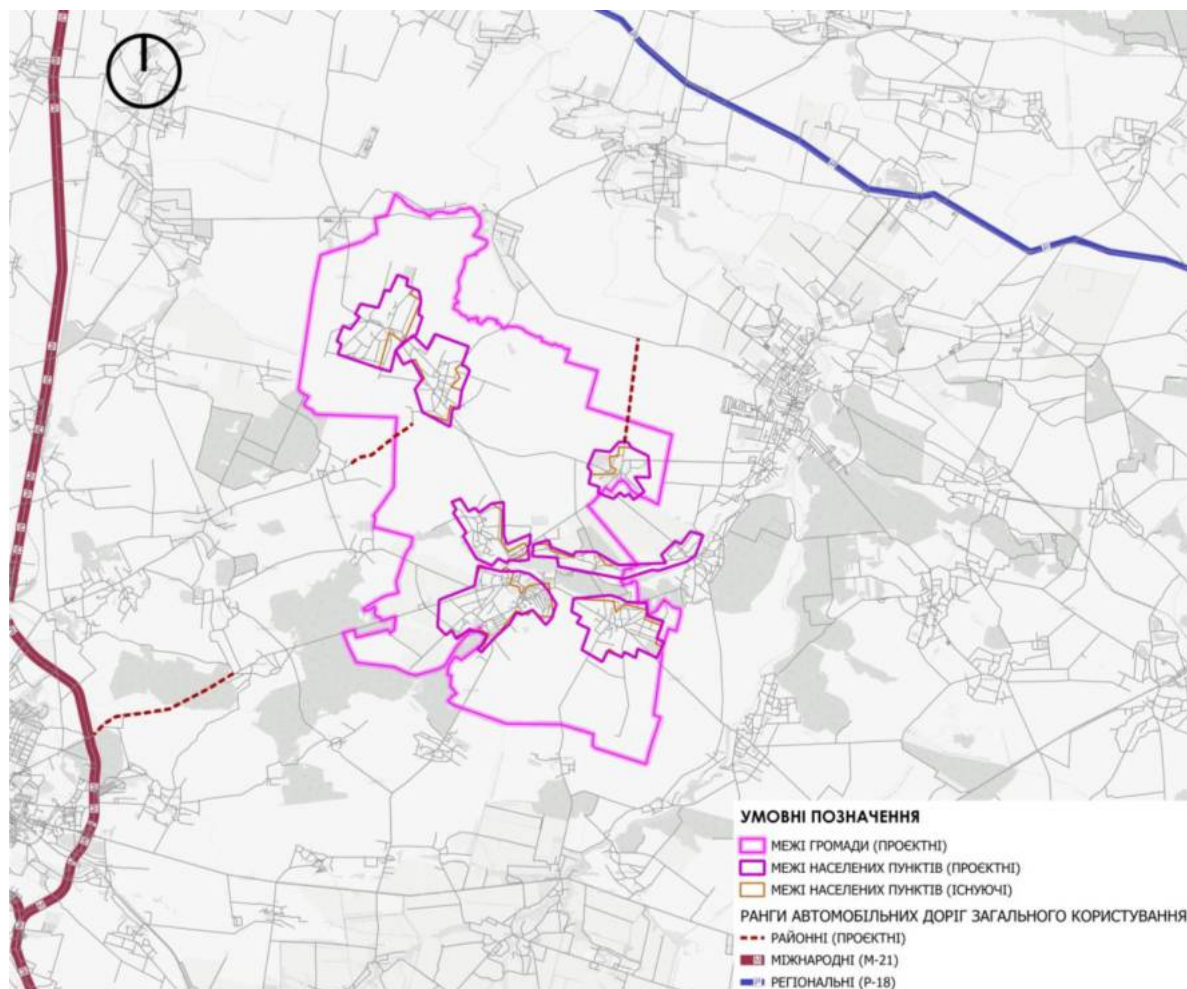 УМОВНІ ПОЗНАЧЕННЯ
МЕЖІ ГРОМАДИ (ПРОЄКТНІ)
МЕЖІ НАСЕЛЕНИХ ПУНКТІВ (ПРОЄКТНІ)
МЕЖІ НАСЕЛЕНИХ ПУНКТІВ (ІСНУЮЧІ)
РАНГИ АВТОМОБІЛЬНИХ ДОРІГ ЗАГАЛЬНОГО КОРИСТУВАННЯ
РАЙОННІ (ПРОЄКТНІ)
МІЖНАРОДНІ (М-21)
РЕГІОНАЛЬНІ (Р-18)